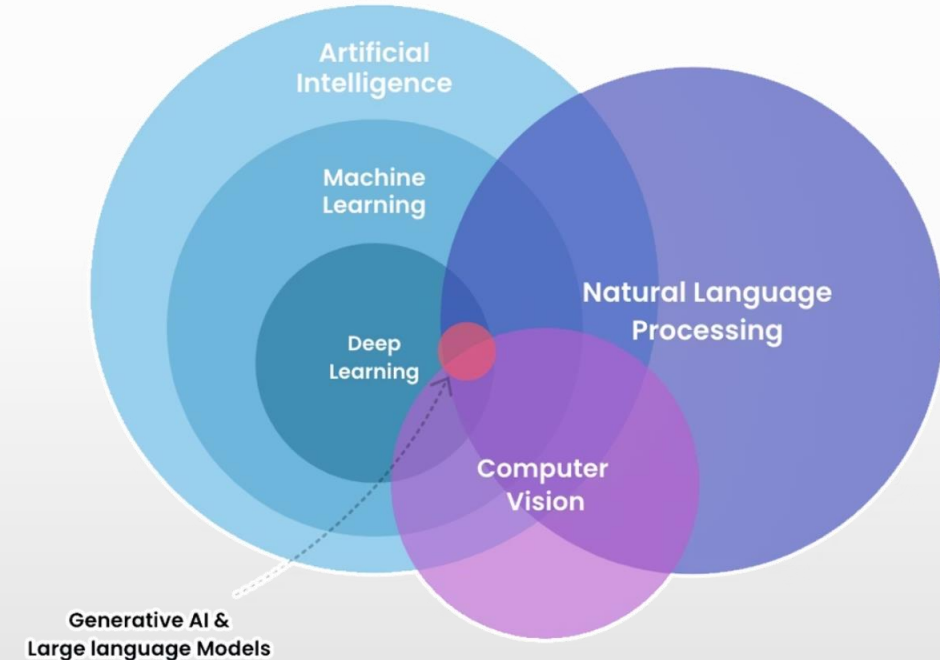 Artificial
Intelligence
Machine
Learning
Deep
Learning
Natural Language
Processing
Computer
Vision
Generative AI &
Large language Models